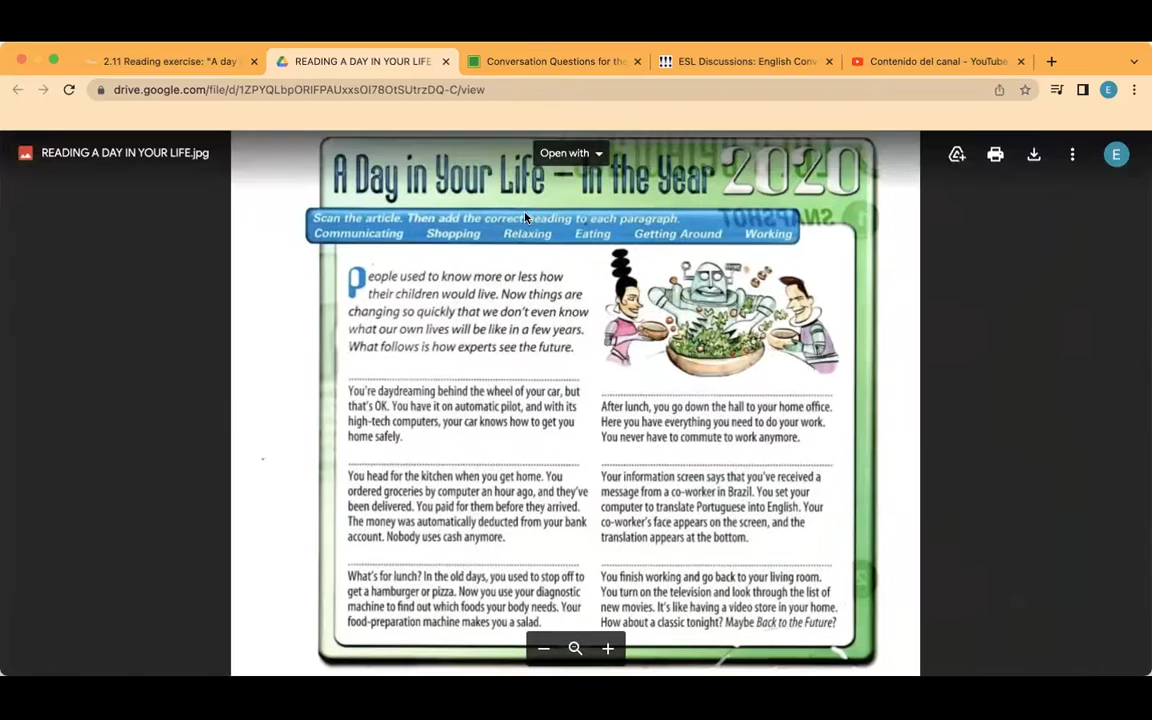 2.11 Reading exercise: "A day
READING A DAY IN YOUR LIFE
Conversation Questions for the
ESL Discussions: English Conv
Contenido del canal - YouTube
drive.google.com/file/d/1ZPYQLbpORIFPAUxxsOI78OtSUtrzDQ-C/view
E
READING A DAY IN YOUR LIFE.jpg
Open with
E
A Day in Your Life – In the Year 2020
SNAPSHOT
Scan the article. Then add the correct heading to each paragraph.
Communicating Shopping Relaxing Eating Getting Around Working
People used to know more or less how
their children would live. Now things are
changing so quickly that we don't even know
what our own lives will be like in a few years.
What follows is how experts see the future.
You're daydreaming behind the wheel of your car, but
that's OK. You have it on automatic pilot, and with its
high-tech computers, your car knows how to get you
home safely.
You head for the kitchen when you get home. You
ordered groceries by computer an hour ago, and they've
been delivered. You paid for them before they arrived.
The money was automatically deducted from your bank
account. Nobody uses cash anymore.
What's for lunch? In the old days, you used to stop off to
get a hamburger or pizza. Now you use your diagnostic
machine to find out which foods your body needs. Your
food-preparation machine makes you a salad.
After lunch, you go down the hall to your home office.
Here you have everything you need to do your work.
You never have to commute to work anymore.
Your information screen says that you've received a
message from a co-worker in Brazil. You set your
computer to translate Portuguese into English. Your
co-worker's face appears on the screen, and the
translation appears at the bottom.
You finish working and go back to your living room.
You turn on the television and look through the list of
new movies. It's like having a video store in your home.
How about a classic tonight? Maybe Back to the Future?